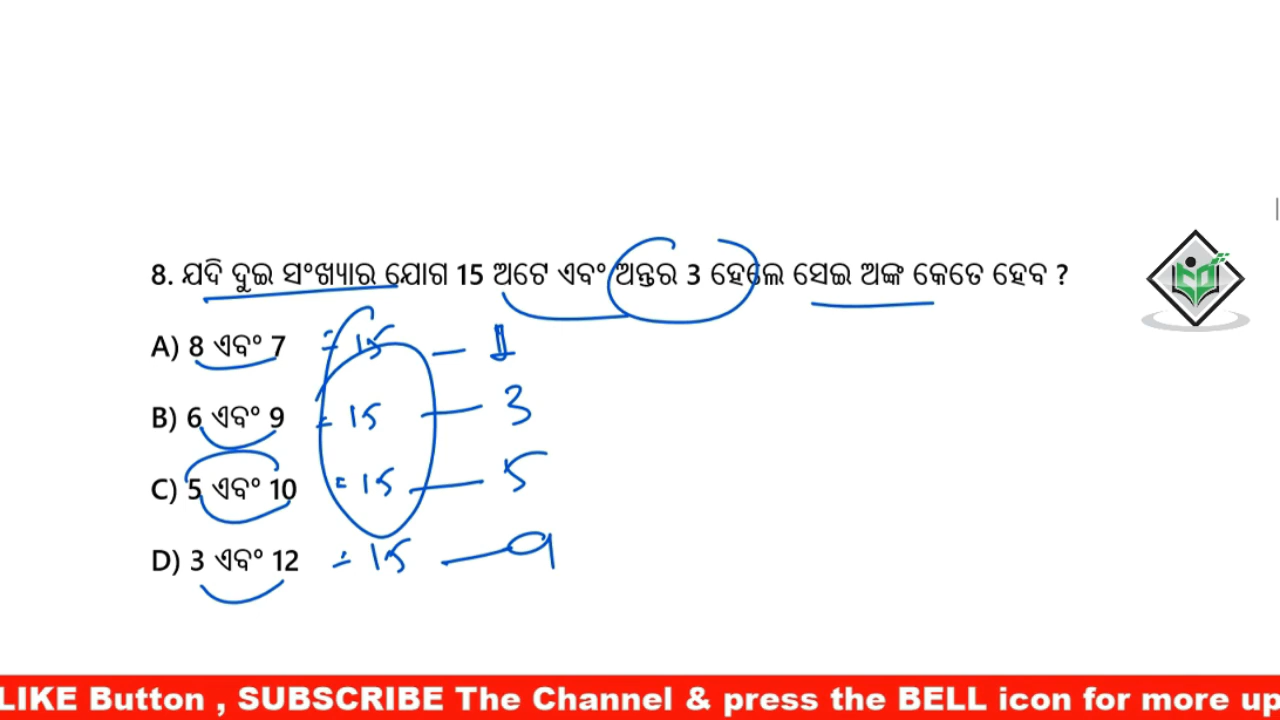 8. ଯଦି ଦୁଇ ସଂଖ୍ୟାର ଯୋଗ 15 ଅଟେ ଏବଂ ଅନ୍ତର 3 ହେଲେ ସେଇ ଅଙ୍କ କେତେ ହେବ ?
A) 8 ଏବଂ 7 = 15 — 1
B) 6 ଏବଂ 9 = 15 — 3
C) 5 ଏବଂ 10 = 15 — 5
D) 3 ଏବଂ 12 = 15 — 9
LIKE Button , SUBSCRIBE The Channel & press the BELL icon for more up